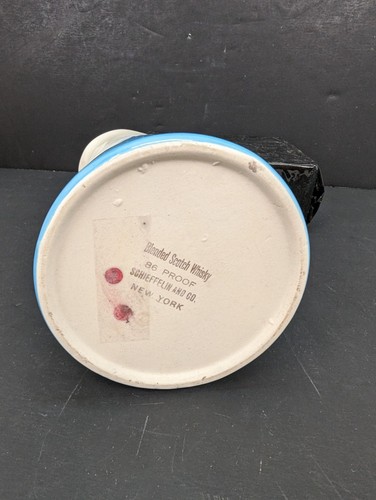 Blended Scotch Whisky
86 PROOF
SCHIEFFELIN AND CO.
NEW YORK